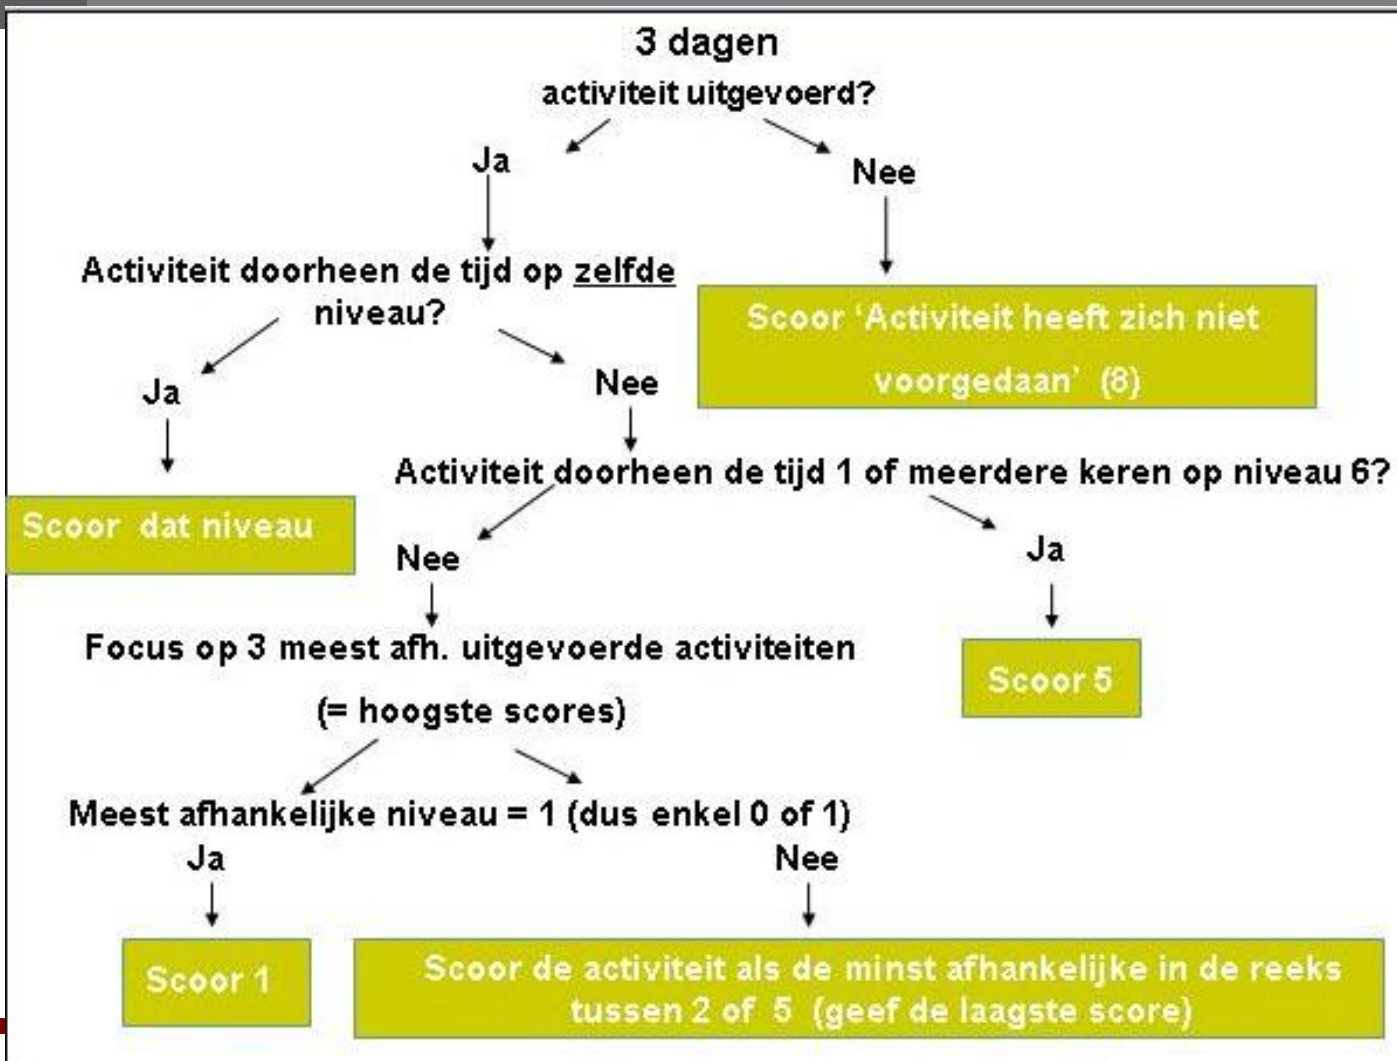 3 dagen
activiteit uitgevoerd?
Ja
Nee
Activiteit doorheen de tijd op zelfde
niveau?
Scoor ‘Activiteit heeft zich niet
voorgedaan’ (8)
Ja
Nee
Activiteit doorheen de tijd 1 of meerdere keren op niveau 6?
Scoor dat niveau
Nee
Ja
Focus op 3 meest afh. uitgevoerde activiteiten
(= hoogste scores)
Scoor 5
Meest afhankelijke niveau = 1 (dus enkel 0 of 1)
Ja
Nee
Scoor 1
Scoor de activiteit als de minst afhankelijke in de reeks
tussen 2 of 5 (geef de laagste score)